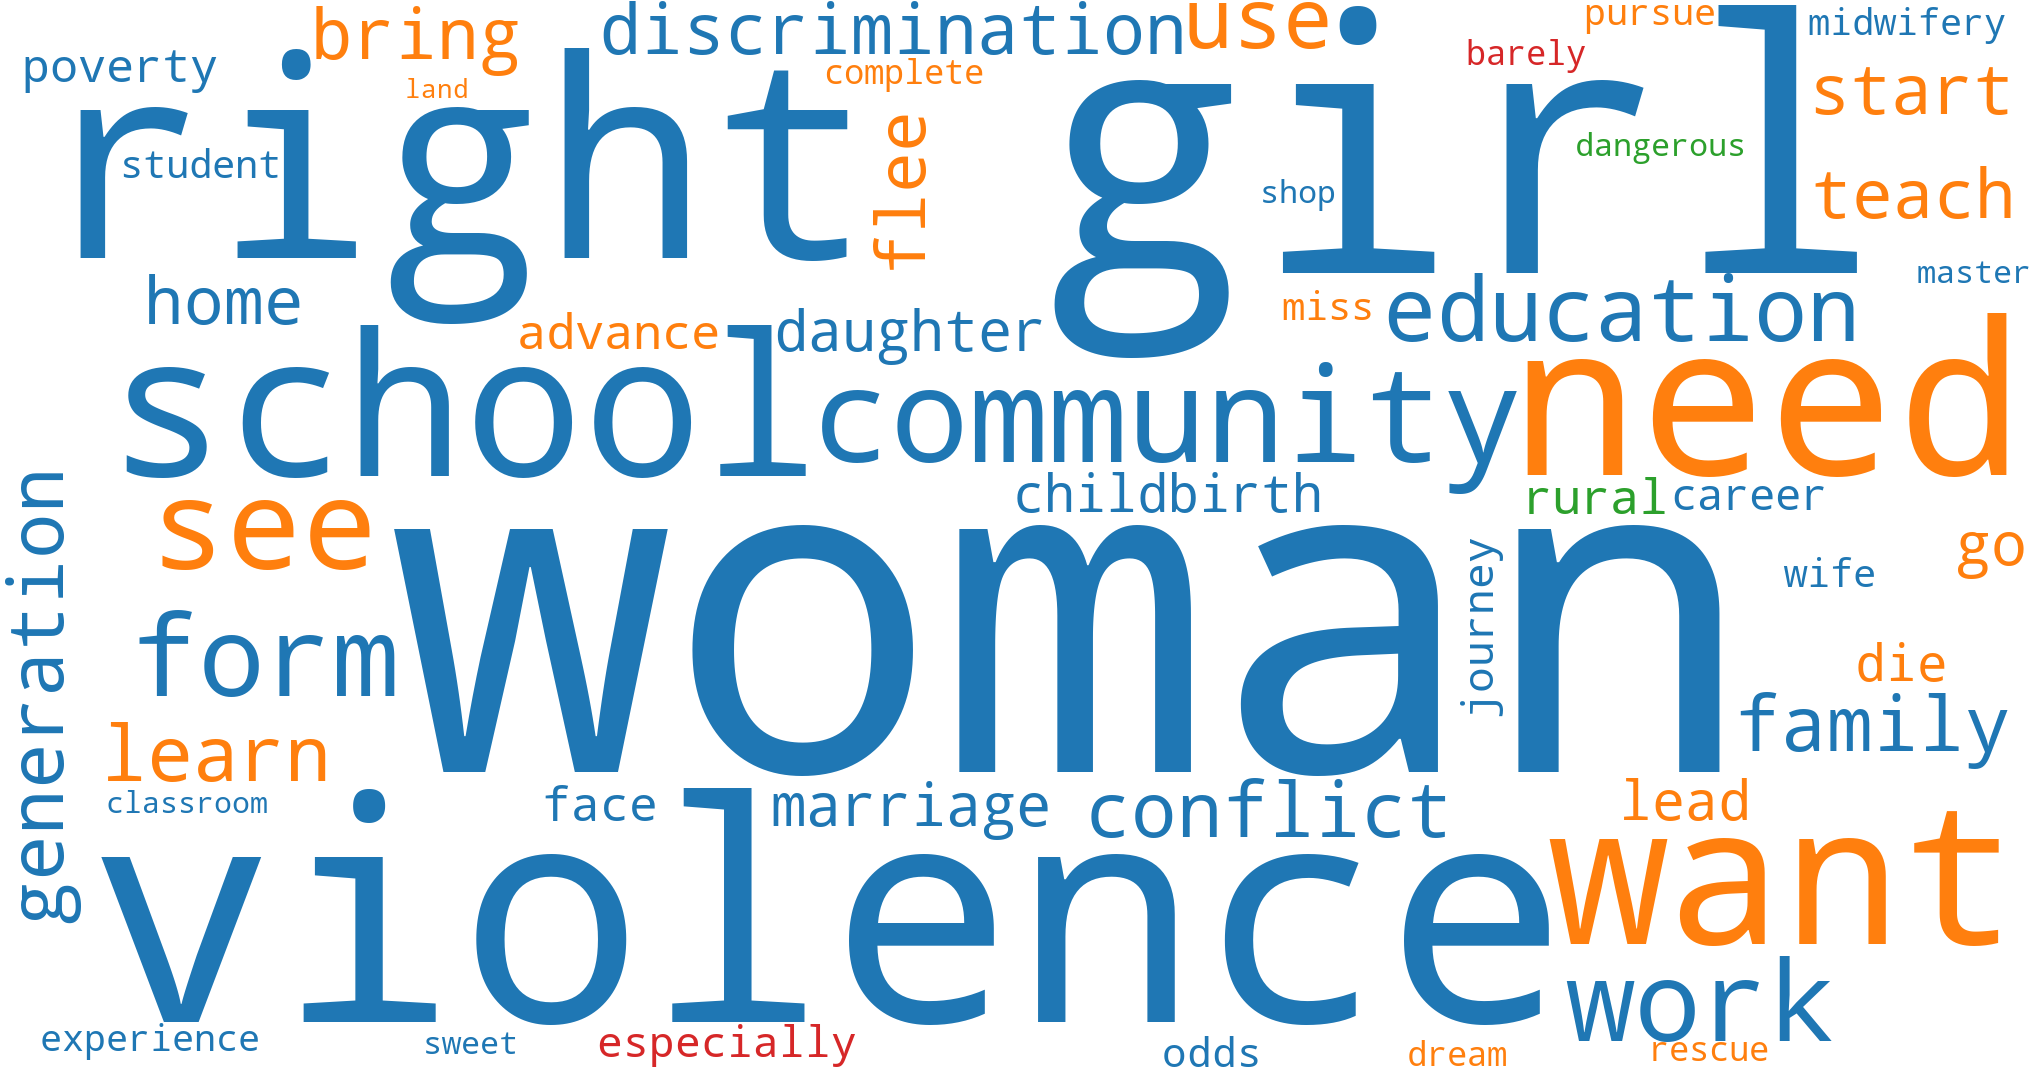 bring
discrimination
use
pursue
midwifery
poverty
land
complete
barely
start
right
girl
student
flee
shop
dangerous
teach
home
advance
daughter
miss
education
master
school
community
need
see
childbirth
rural
career
generation
woman
journey
go
wife
form
die
family
learn
classroom
face
marriage
conflict
lead
violence
want
work
experience
sweet
especially
odds
dream
rescue